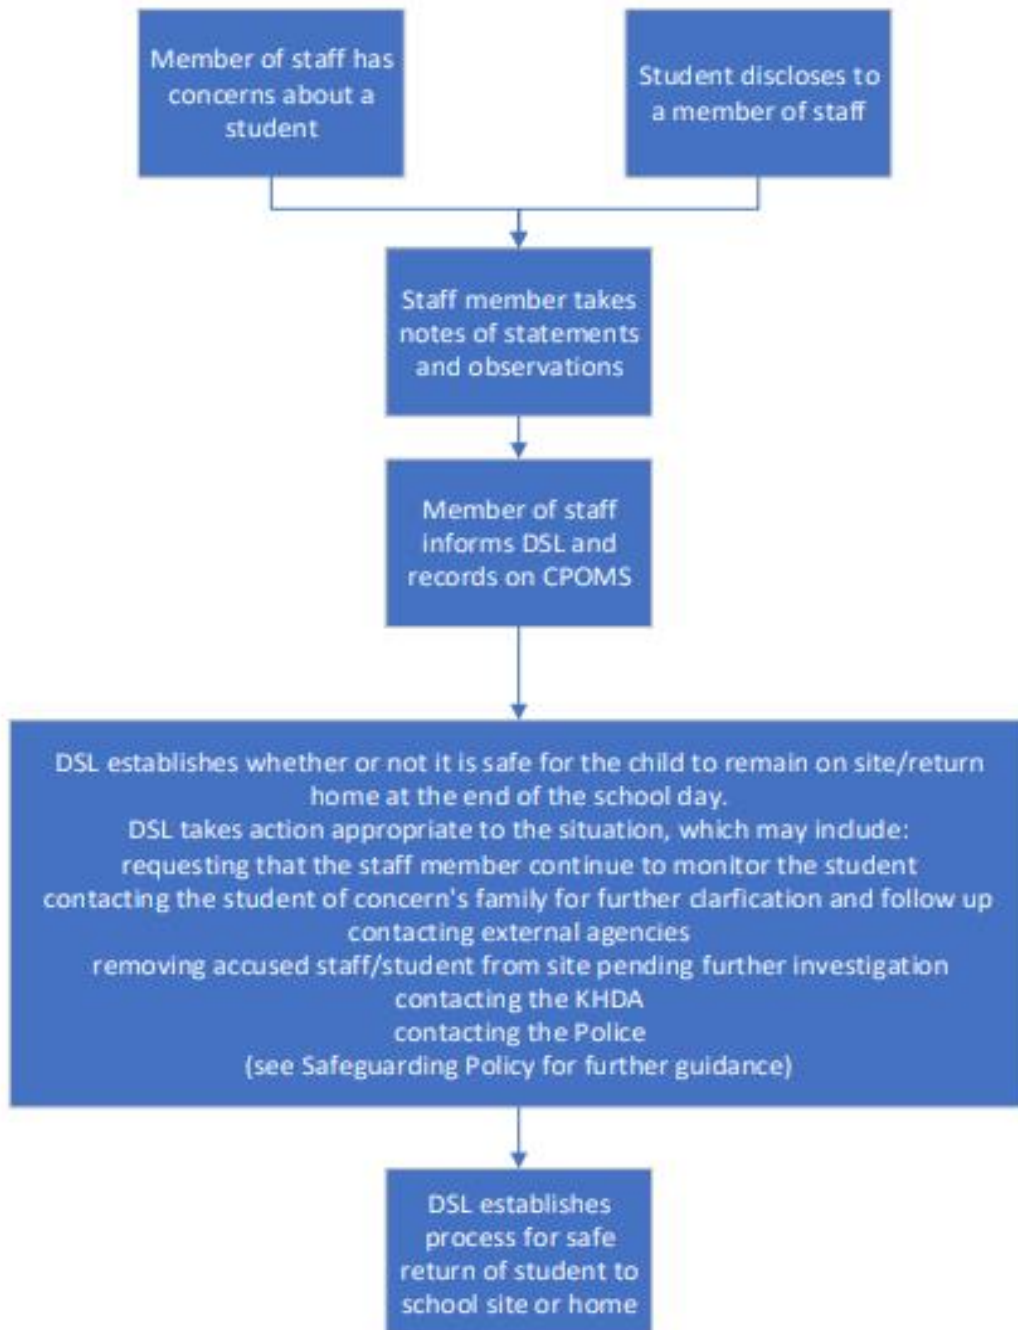 Member of staff has
concerns about a
student
Student discloses to
a member of staff
Staff member takes
notes of statements
and observations
Member of staff
informs DSL and
records on CPOMS
DSL establishes whether or not it is safe for the child to remain on site/return
home at the end of the school day.
DSL takes action appropriate to the situation, which may include:
requesting that the staff member continue to monitor the student
contacting the student of concern's family for further clarfication and follow up
contacting external agencies
removing accused staff/student from site pending further investigation
contacting the KHDA
contacting the Police
(see Safeguarding Policy for further guidance)
DSL establishes
process for safe
return of student to
school site or home